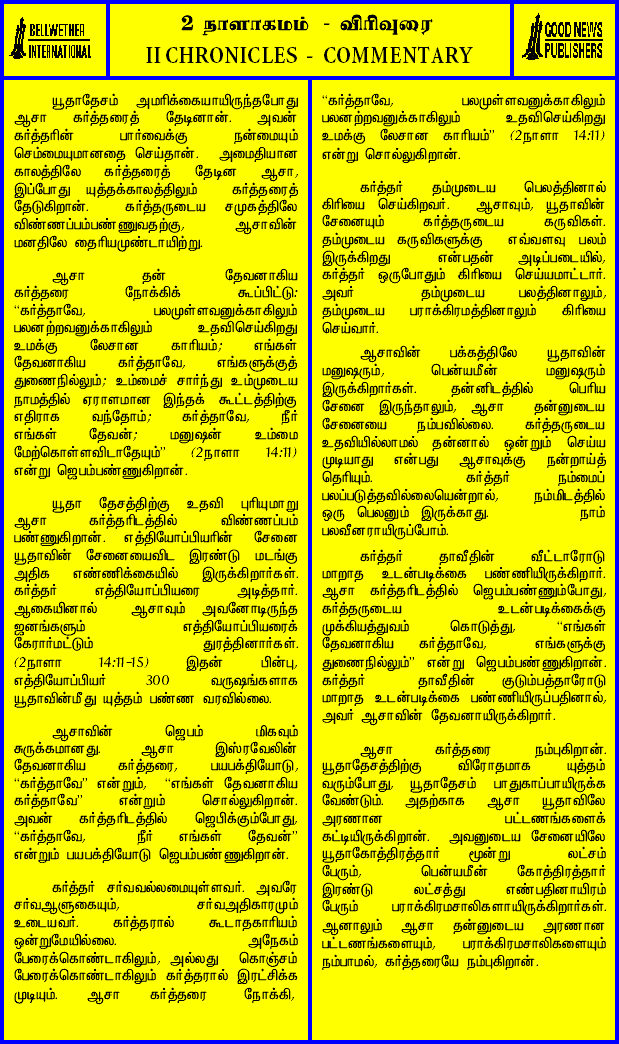 BELLWETHER
INTERNATIONAL
2 நாளாகமம் - விரிவுரை
II CHRONICLES - COMMENTARY
GOOD NEWS
PUBLISHERS
யூதாதேசம் அமரிக்கையாயிருந்தபோது
ஆசா கர்த்தரைத் தேடினான். அவன்
கர்த்தரின் பார்வைக்கு நன்மையும்
செம்மையுமானதை செய்தான். அமைதியான
காலத்திலே கர்த்தரைத் தேடின ஆசா,
இப்போது யுத்தக்காலத்திலும் கர்த்தரைத்
தேடுகிறான். கர்த்தருடைய சமுகத்திலே
விண்ணப்பம்பண்ணுவதற்கு, ஆசாவின்
மனதிலே தைரியமுண்டாயிற்று.
ஆசா தன் தேவனாகிய
கர்த்தரை நோக்கிக் கூப்பிட்டு:
“கர்த்தாவே, பலமுள்ளவனுக்காகிலும்
பலனற்றவனுக்காகிலும் உதவிசெய்கிறது
உமக்கு லேசான காரியம்; எங்கள்
தேவனாகிய கர்த்தாவே, எங்களுக்குத்
துணைநில்லும்; உம்மைச் சார்ந்து உம்முடைய
நாமத்தில் ஏராளமான இந்தக் கூட்டத்திற்கு
எதிராக வந்தோம்; கர்த்தாவே, நீர்
எங்கள் தேவன்; மனுஷன் உம்மை
மேற்கொள்ளவிடாதேயும்” (2நாளா 14:11)
என்று ஜெபம்பண்ணுகிறான்.
யூதா தேசத்திற்கு உதவி புரியுமாறு
ஆசா கர்த்தரிடத்தில் விண்ணப்பம்
பண்ணுகிறான். எத்தியோப்பியரின் சேனை
யூதாவின் சேனையைவிட இரண்டு மடங்கு
அதிக எண்ணிக்கையில் இருக்கிறார்கள்.
கர்த்தர் எத்தியோப்பியரை அடித்தார்.
ஆகையினால் ஆசாவும் அவனோடிருந்த
ஜனங்களும் எத்தியோப்பியரைக்
கேரார்மட்டும் துரத்தினார்கள்.
(2நாளா 14:11-15) இதன் பின்பு,
எத்தியோப்பியர் 300 வருஷங்களாக
யூதாவின்மீது யுத்தம் பண்ண வரவில்லை.
ஆசாவின் ஜெபம் மிகவும்
சுருக்கமானது. ஆசா இஸ்ரவேலின்
தேவனாகிய கர்த்தரை, பயபக்தியோடு,
“கர்த்தாவே” என்றும், “எங்கள் தேவனாகிய
கர்த்தாவே” என்றும் சொல்லுகிறான்.
அவன் கர்த்தரிடத்தில் ஜெபிக்கும்போது,
“கர்த்தாவே, நீர் எங்கள் தேவன்”
என்றும் பயபக்தியோடு ஜெபம்பண்ணுகிறான்.
கர்த்தர் சர்வவல்லமையுள்ளவர். அவரே
சர்வஆளுகையும், சர்வஅதிகாரமும்
உடையவர். கர்த்தரால் கூடாதகாரியம்
ஒன்றுமேயில்லை. அநேகம்
பேரைக்கொண்டாகிலும், அல்லது கொஞ்சம்
பேரைக்கொண்டாகிலும் கர்த்தரால் இரட்சிக்க
முடியும். ஆசா கர்த்தரை நோக்கி,
“கர்த்தாவே, பலமுள்ளவனுக்காகிலும்
பலனற்றவனுக்காகிலும் உதவிசெய்கிறது
உமக்கு லேசான காரியம்” (2நாளா 14:11)
என்று சொல்லுகிறான்.
கர்த்தர் தம்முடைய பெலத்தினால்
கிரியை செய்கிறவர். ஆசாவும், யூதாவின்
சேனையும் கர்த்தருடைய கருவிகள்.
தம்முடைய கருவிகளுக்கு எவ்வளவு பலம்
இருக்கிறது என்பதன் அடிப்படையில்,
கர்த்தர் ஒருபோதும் கிரியை செய்யமாட்டார்.
அவர் தம்முடைய பலத்தினாலும்,
தம்முடைய பராக்கிரமத்தினாலும் கிரியை
செய்வார்.
ஆசாவின் பக்கத்திலே யூதாவின்
மனுஷரும், பென்யமீன் மனுஷரும்
இருக்கிறார்கள். தன்னிடத்தில் பெரிய
சேனை இருந்தாலும், ஆசா தன்னுடைய
சேனையை நம்பவில்லை. கர்த்தருடைய
உதவியில்லாமல் தன்னால் ஒன்றும் செய்ய
முடியாது என்பது ஆசாவுக்கு நன்றாய்த்
தெரியும். கர்த்தர் நம்மைப்
பலப்படுத்தவில்லையென்றால், நம்மிடத்தில்
ஒரு பெலனும் இருக்காது. நாம்
பலவீனராயிருப்போம்.
கர்த்தர் தாவீதின் வீட்டாரோடு
மாறாத உடன்படிக்கை பண்ணியிருக்கிறார்.
ஆசா கர்த்தரிடத்தில் ஜெபம்பண்ணும்போது,
கர்த்தருடைய உடன்படிக்கைக்கு
முக்கியத்துவம் கொடுத்து, “எங்கள்
தேவனாகிய கர்த்தாவே, எங்களுக்கு
துணைநில்லும்” என்று ஜெபம்பண்ணுகிறான்.
கர்த்தர் தாவீதின் குடும்பத்தாரோடு
மாறாத உடன்படிக்கை பண்ணியிருப்பதினால்,
அவர் ஆசாவின் தேவனாயிருக்கிறார்.
ஆசா கர்த்தரை நம்புகிறான்.
யூதாதேசத்திற்கு விரோதமாக யுத்தம்
வரும்போது, யூதாதேசம் பாதுகாப்பாயிருக்க
வேண்டும். அதற்காக ஆசா யூதாவிலே
அரணான பட்டணங்களைக்
கட்டியிருக்கிறான். அவனுடைய சேனையிலே
யூதாகோத்திரத்தார் மூன்று லட்சம்
பேரும், பென்யமீன் கோத்திரத்தார்
இரண்டு லட்சத்து எண்பதினாயிரம்
பேரும் பராக்கிரமசாலிகளாயிருக்கிறார்கள்.
ஆனாலும் ஆசா தன்னுடைய அரணான
பட்டணங்களையும், பராக்கிரமசாலிகளையும்
நம்பாமல், கர்த்தரையே நம்புகிறான்.